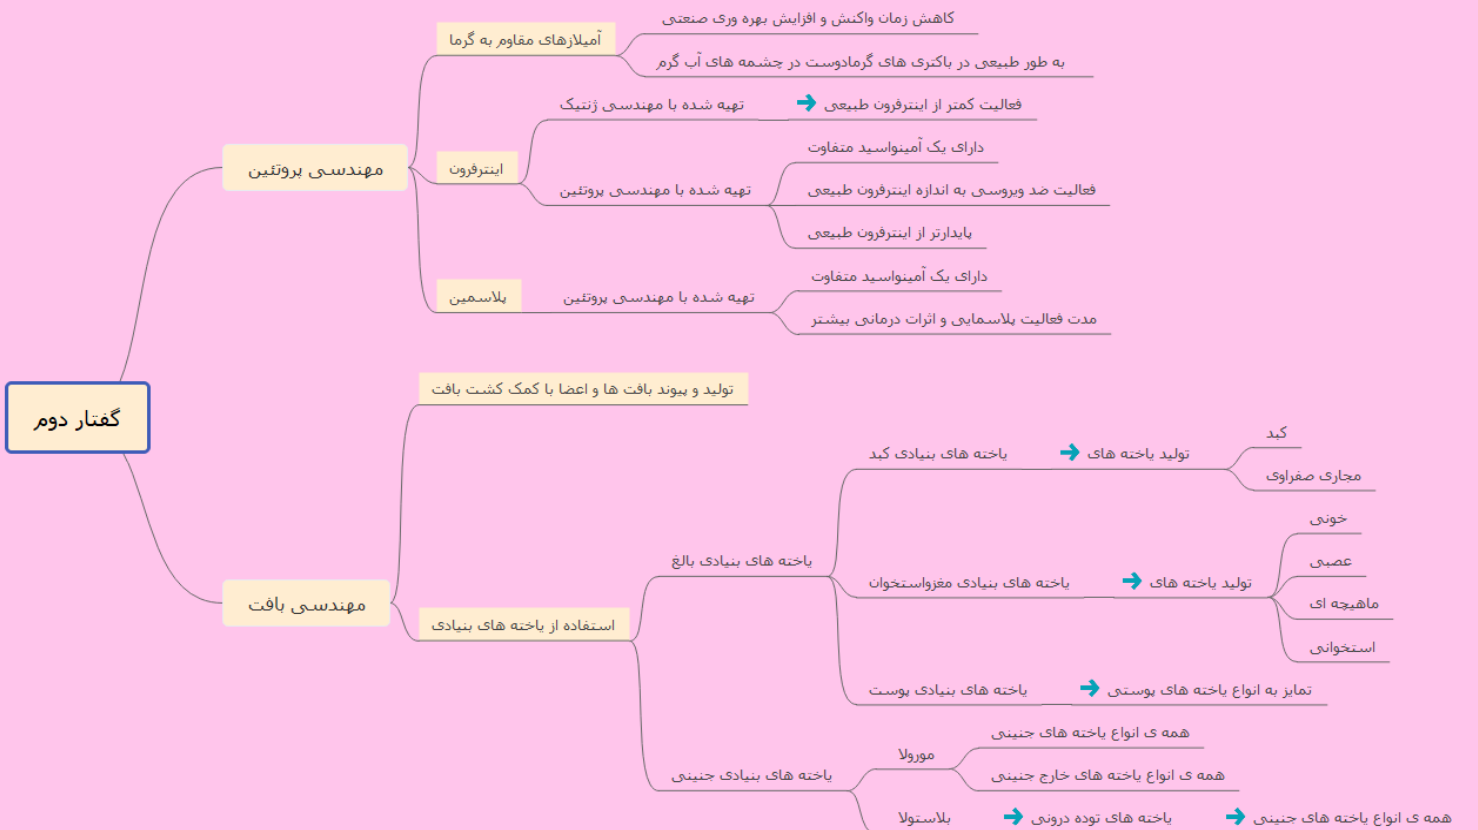 گفتار دوم
مهندسی پروتئین
آمیلازهای مقاوم به گرما
کاهش زمان واکنش و افزایش بهره وری صنعتی
به طور طبیعی در باکتری های گرمادوست در چشمه های آب گرم
اینترفرون
تهیه شده با مهندسی ژنتیک
فعالیت کمتر از اینترفرون طبیعی
تهیه شده با مهندسی پروتئین
دارای یک آمینواسید متفاوت
فعالیت ضد ویروسی به اندازه اینترفرون طبیعی
پایدارتر از اینترفرون طبیعی
پلاسمین
تهیه شده با مهندسی پروتئین
دارای یک آمینواسید متفاوت
مدت فعالیت پلاسمایی و اثرات درمانی بیشتر
مهندسی بافت
تولید و پیوند بافت ها و اعضا با کمک کشت بافت
استفاده از یاخته های بنیادی
یاخته های بنیادی بالغ
یاخته های بنیادی کبد
تولید یاخته های
کبد
مجاری صفراوی
یاخته های بنیادی مغزواستخوان
تولید یاخته های
خونی
عصبی
ماهیچه ای
استخوانی
یاخته های بنیادی پوست
تمایز به انواع یاخته های پوستی
یاخته های بنیادی جنینی
مورولا
همه ی انواع یاخته های جنینی
همه ی انواع یاخته های خارج جنینی
بلاستولا
یاخته های توده درونی
همه ی انواع یاخته های جنینی